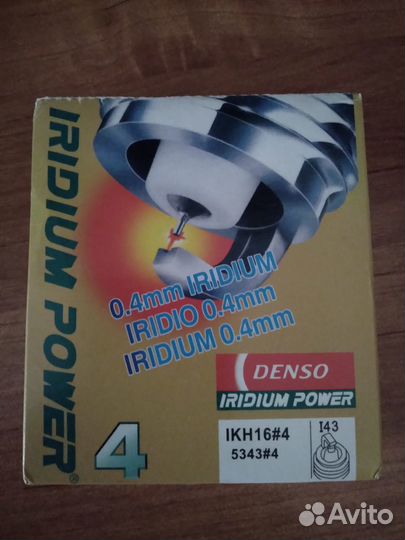 IRIDIUM POWER®
4
0.4mm IRIDIUM
IRIDIO 0.4mm
IRIDIUM 0.4mm
DENSO
IRIDIUM POWER
IKH16#4
5343#4
I43
Avito